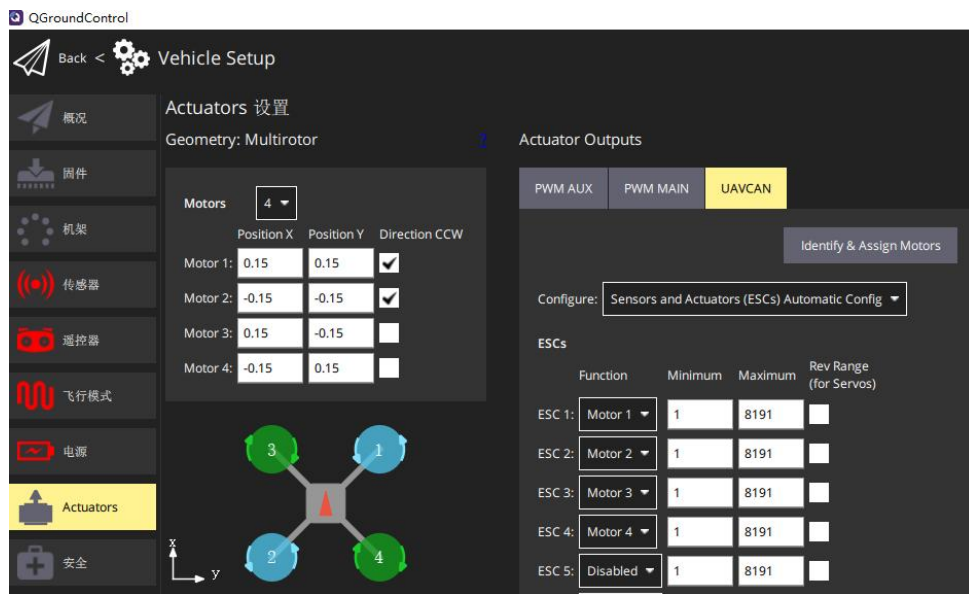 QGroundControl
Back < Vehicle Setup
概况
固件
机架
传感器
遥控器
飞行模式
电源
Actuators
安全
Actuators 设置
Geometry: Multirotor ?
Motors 4
Position X Position Y Direction CCW
Motor 1: 0.15 0.15
Motor 2: -0.15 -0.15
Motor 3: 0.15 -0.15
Motor 4: -0.15 0.15
3 1
2 4
x
y
Actuator Outputs
PWM AUX PWM MAIN UAVCAN
Identify & Assign Motors
Configure: Sensors and Actuators (ESCs) Automatic Config
ESCs
Function Minimum Maximum Rev Range
(for Servos)
ESC 1: Motor 1 1 8191
ESC 2: Motor 2 1 8191
ESC 3: Motor 3 1 8191
ESC 4: Motor 4 1 8191
ESC 5: Disabled 1 8191